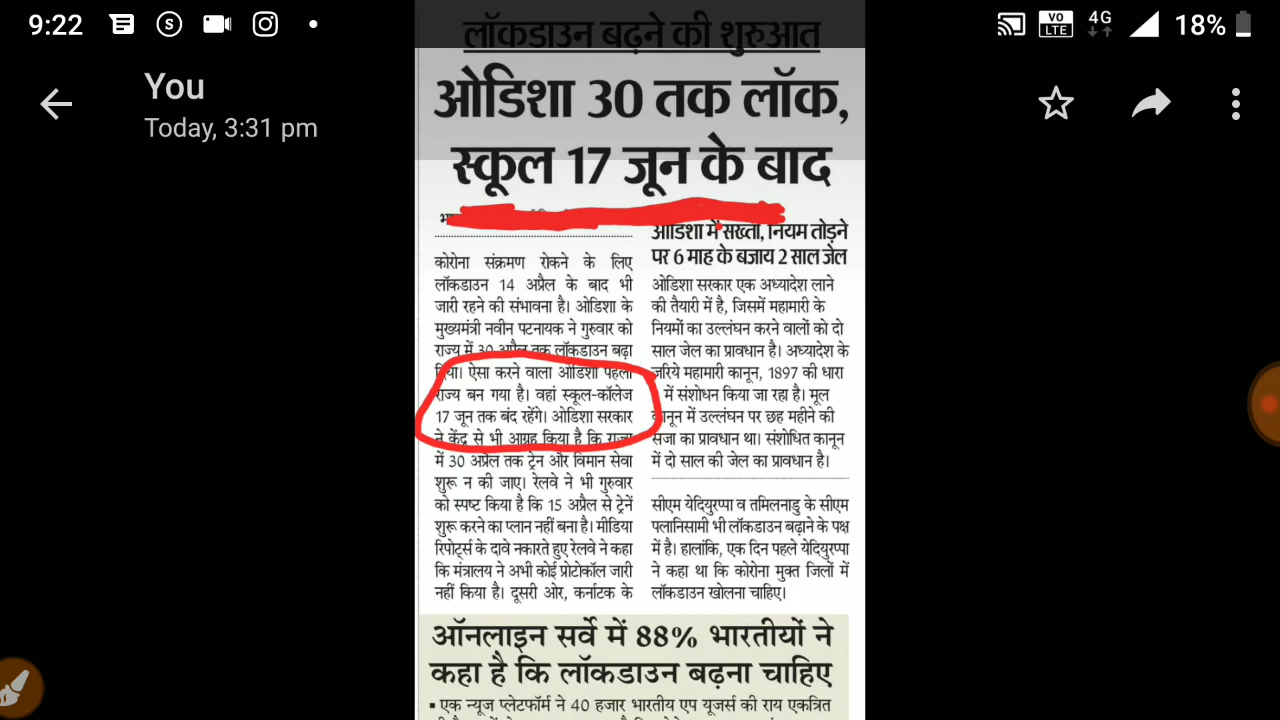 9:22
VO LTE 4G 18%
You
Today, 3:31 pm
लॉकडाउन बढ़ने की शुरुआत
ओडिशा 30 तक लॉक,
स्कूल 17 जून के बाद
कोरोना संक्रमण रोकने के लिए
लॉकडाउन 14 अप्रैल के बाद भी
जारी रहने की संभावना है। ओडिशा के
मुख्यमंत्री नवीन पटनायक ने गुरुवार को
राज्य में 30 अप्रैल तक लॉकडाउन बढ़ा
दिया। ऐसा करने वाला ओडिशा पहला
राज्य बन गया है। वहां स्कूल-कॉलेज
17 जून तक बंद रहेंगे। ओडिशा सरकार
ने केंद्र से भी आग्रह किया है कि राज्य
में 30 अप्रैल तक ट्रेन और विमान सेवा
शुरू न की जाए। रेलवे ने भी गुरुवार
को स्पष्ट किया है कि 15 अप्रैल से ट्रेनें
शुरू करने का प्लान नहीं बना है। मीडिया
रिपोर्ट्स के दावे नकारते हुए रेलवे ने कहा
कि मंत्रालय ने अभी कोई प्रोटोकॉल जारी
नहीं किया है। दूसरी ओर, कर्नाटक के
ओडिशा में सख्ती, नियम तोड़ने
पर 6 माह के बजाय 2 साल जेल
ओडिशा सरकार एक अध्यादेश लाने
की तैयारी में है, जिसमें महामारी के
नियमों का उल्लंघन करने वालों को दो
साल जेल का प्रावधान है। अध्यादेश के
जरिये महामारी कानून, 1897 की धारा
में संशोधन किया जा रहा है। मूल
कानून में उल्लंघन पर छह महीने की
सजा का प्रावधान था। संशोधित कानून
में दो साल की जेल का प्रावधान है।
सीएम येदियुरप्पा व तमिलनाडु के सीएम
पलानिसामी भी लॉकडाउन बढ़ाने के पक्ष
में है। हालांकि, एक दिन पहले येदियुरप्पा
ने कहा था कि कोरोना मुक्त जिलों में
लॉकडाउन खोलना चाहिए।
ऑनलाइन सर्वे में 88% भारतीयों ने
कहा है कि लॉकडाउन बढ़ना चाहिए
▪ एक न्यूज प्लेटफॉर्म ने 40 हजार भारतीय एप यूजर्स की राय एकत्रित